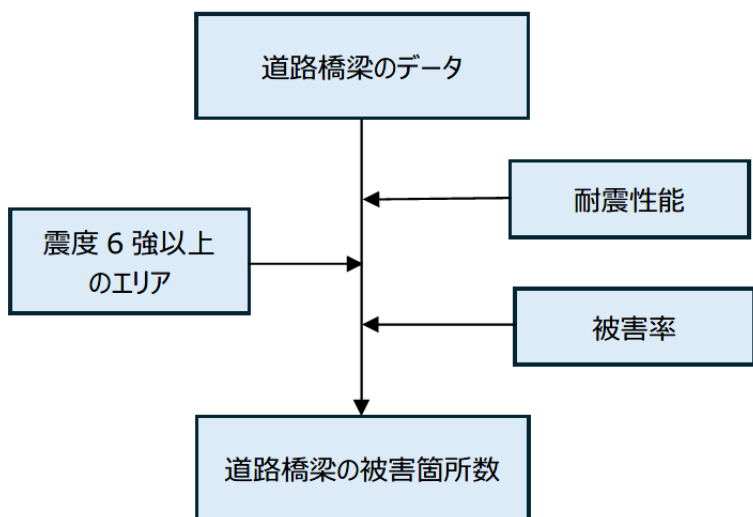 道路橋梁のデータ
耐震性能
震度６強以上
のエリア
被害率
道路橋梁の被害箇所数